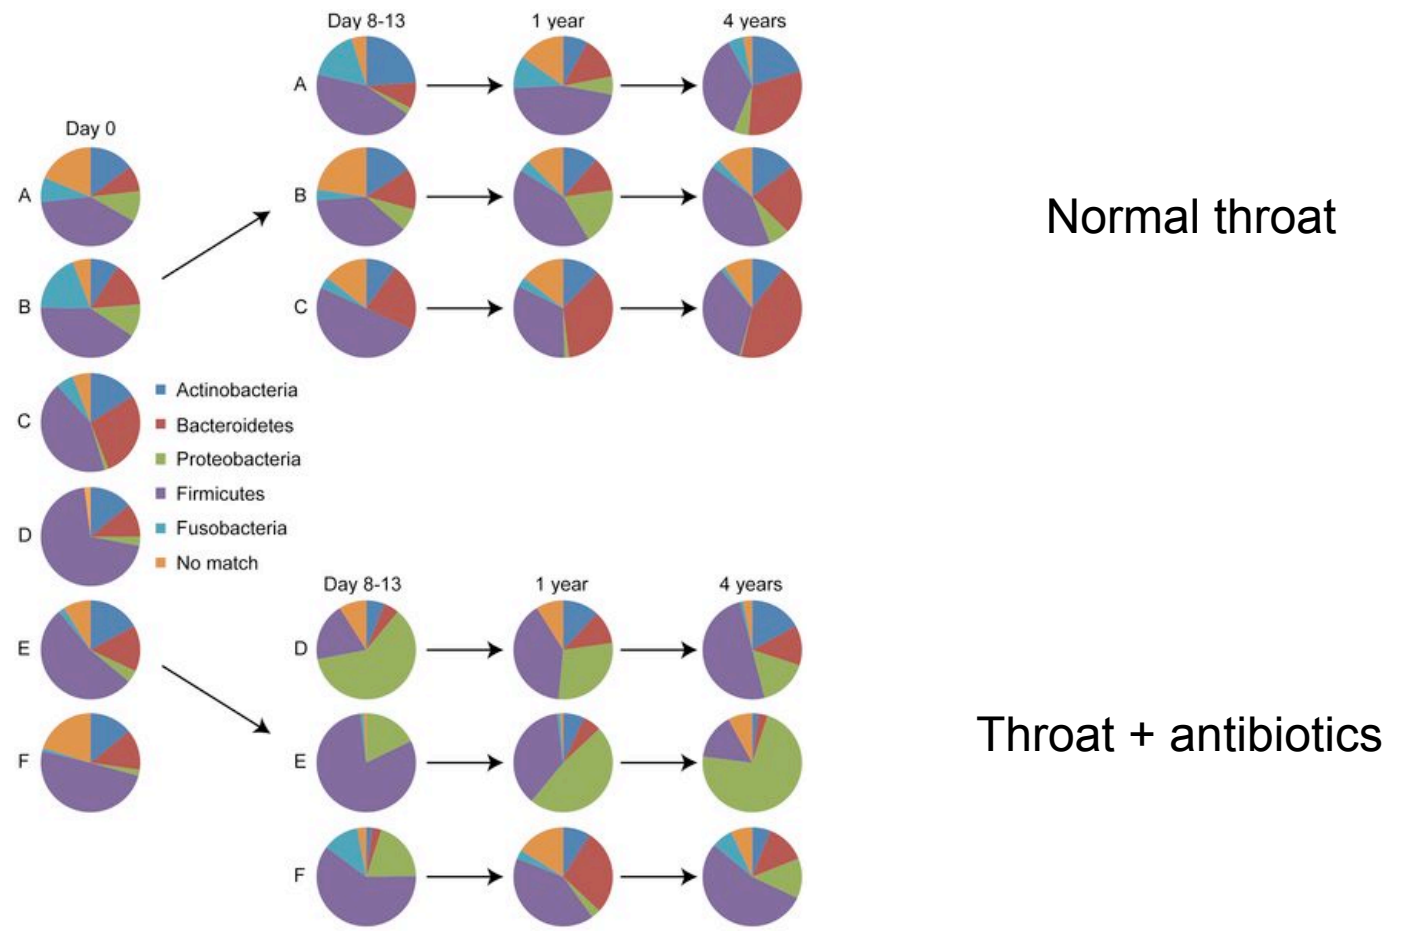 Day 8-13 1 year 4 years
A
Day 0
A
B
Normal throat
B
C
Actinobacteria
Bacteroidetes
C
Proteobacteria
Firmicutes
D
Fusobacteria
No match
Day 8-13 1 year 4 years
E
D
Throat + antibiotics
F
E
F